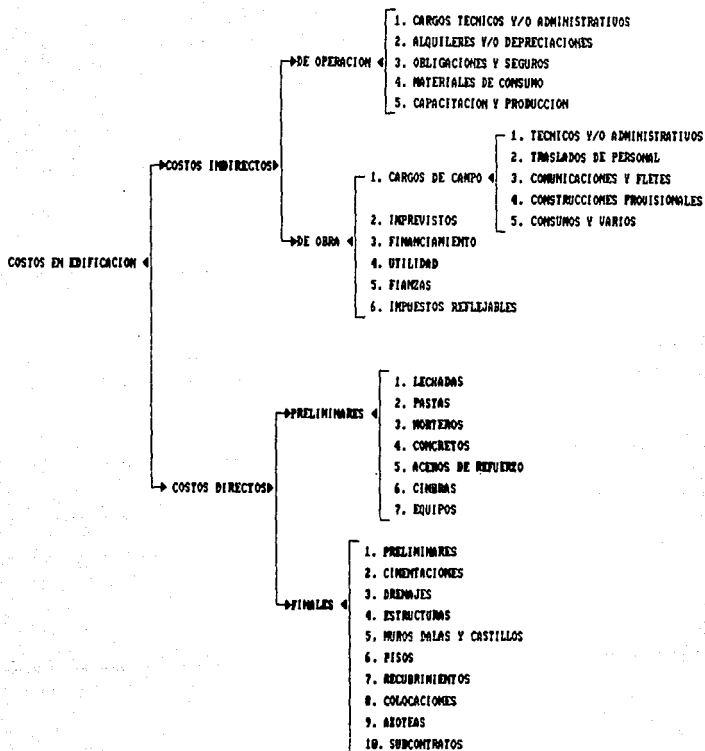 COSTOS EN EDIFICACION
COSTOS INDIRECTOS
DE OPERACION
1. CARGOS TECNICOS Y/O ADMINISTRATIVOS
2. ALQUILERES Y/O DEPRECIACIONES
3. OBLIGACIONES Y SEGUROS
4. MATERIALES DE CONSUMO
5. CAPACITACION Y PRODUCCION
DE OBRA
1. CARGOS DE CAMPO
1. TECNICOS Y/O ADMINISTRATIVOS
2. TRASLADOS DE PERSONAL
3. COMUNICACIONES Y FLETES
4. CONSTRUCCIONES PROVISIONALES
5. CONSUMOS Y VARIOS
2. IMPREVISTOS
3. FINANCIAMIENTO
4. UTILIDAD
5. FIANZAS
6. IMPUESTOS REFLEJABLES
COSTOS DIRECTOS
PRELIMINARES
1. LECHADAS
2. PASTAS
3. MORTEROS
4. CONCRETOS
5. ACEROS DE REFUERZO
6. CIMBRAS
7. EQUIPOS
FINALES
1. PRELIMINARES
2. CIMENTACIONES
3. DRENAJES
4. ESTRUCTURAS
5. MUROS DALAS Y CASTILLOS
6. PISOS
7. RECUBRIMIENTOS
8. COLOCACIONES
9. AZOTEAS
10. SUBCONTRATOS